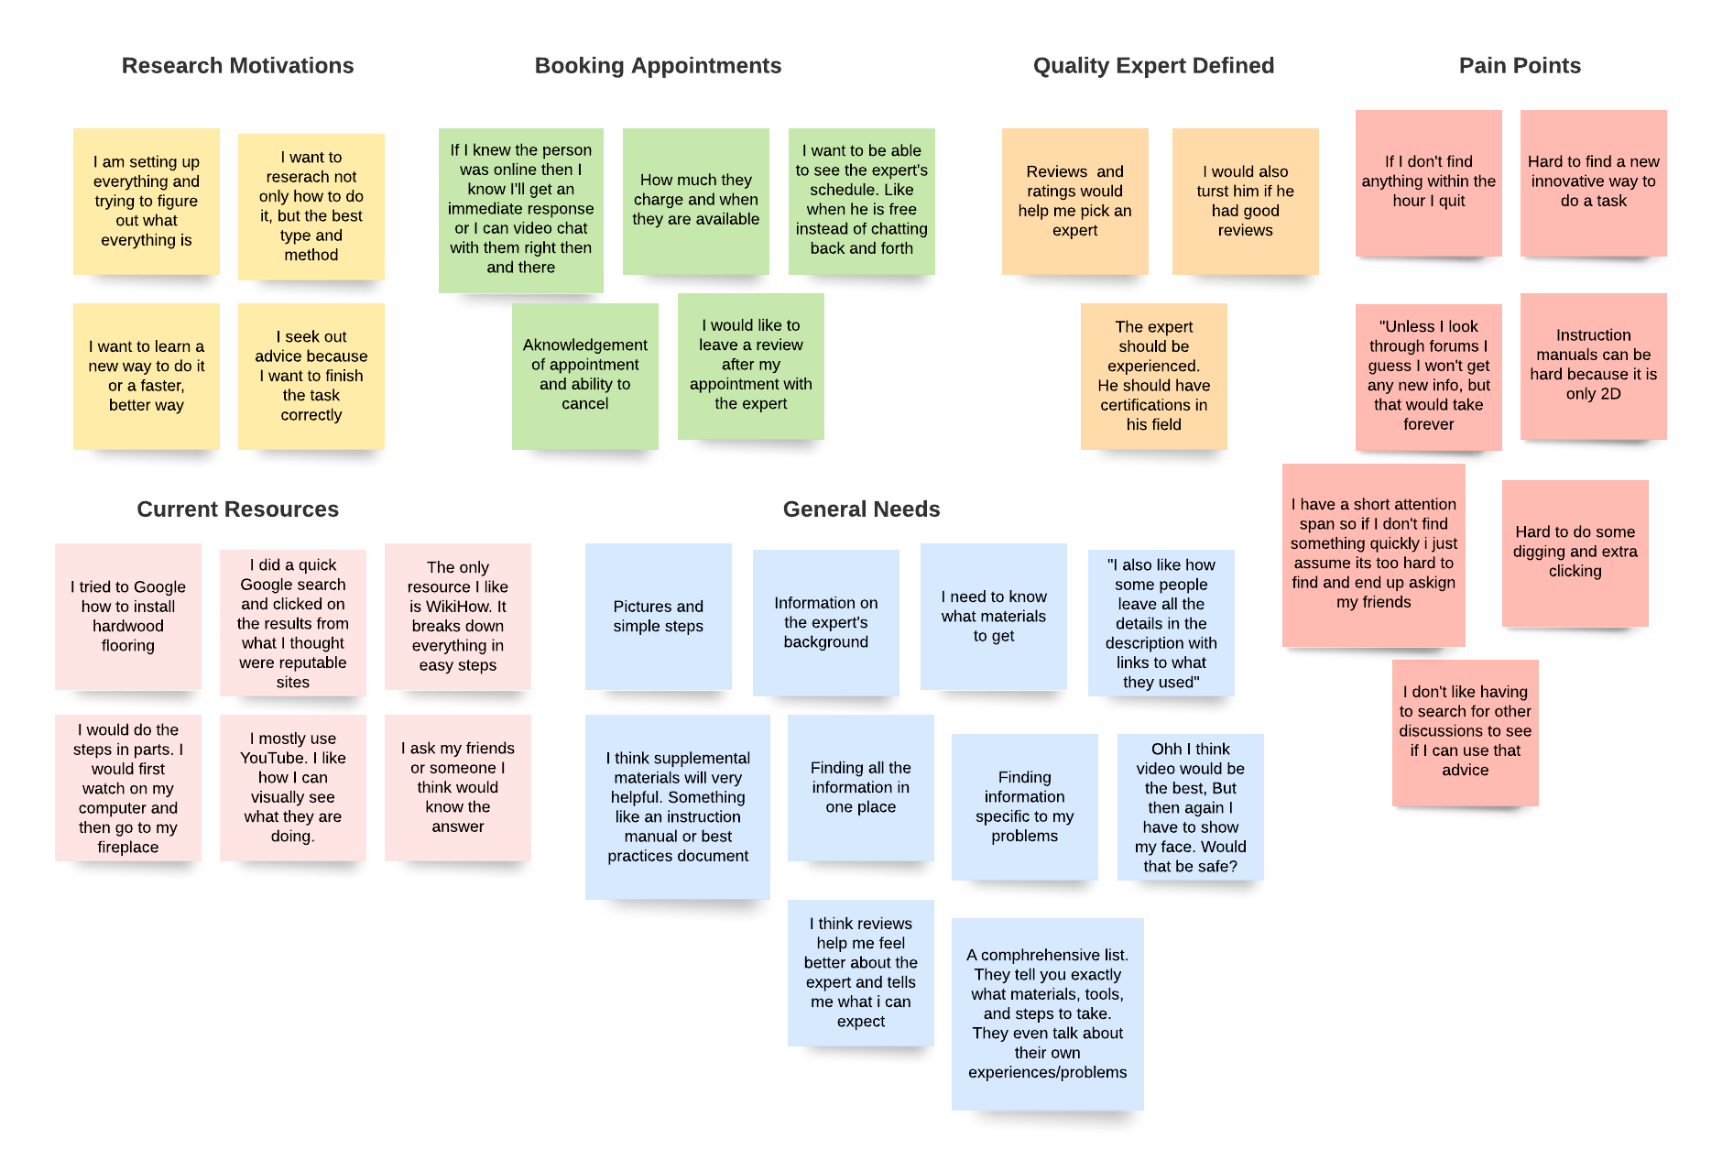 Research Motivations
I am setting up
everything and
trying to figure
out what
everything is
I want to
reserach not
only how to do
it, but the best
type and
method
I want to learn a
new way to do it
or a faster,
better way
I seek out
advice because
I want to finish
the task
correctly
Booking Appointments
If I knew the person
was online then I
know I'll get an
immediate response
or I can video chat
with them right then
and there
How much they
charge and when
they are available
I want to be able
to see the expert's
schedule. Like
when he is free
instead of chatting
back and forth
Aknowledgement
of appointment
and ability to
cancel
I would like to
leave a review
after my
appointment with
the expert
Quality Expert Defined
Reviews and
ratings would
help me pick an
expert
I would also
turst him if he
had good
reviews
The expert
should be
experienced.
He should have
certifications in
his field
Pain Points
If I don't find
anything within the
hour I quit
Hard to find a new
innovative way to
do a task
"Unless I look
through forums I
guess I won't get
any new info, but
that would take
forever
Instruction
manuals can be
hard because it is
only 2D
I have a short attention
span so if I don't find
something quickly i just
assume its too hard to
find and end up askign
my friends
Hard to do some
digging and extra
clicking
I don't like having
to search for other
discussions to see
if I can use that
advice
Current Resources
I tried to Google
how to install
hardwood
flooring
I did a quick
Google search
and clicked on
the results from
what I thought
were reputable
sites
The only
resource I like
is WikiHow. It
breaks down
everything in
easy steps
I would do the
steps in parts. I
would first
watch on my
computer and
then go to my
fireplace
I mostly use
YouTube. I like
how I can
visually see
what they are
doing.
I ask my friends
or someone I
think would
know the
answer
General Needs
Pictures and
simple steps
Information on
the expert's
background
I need to know
what materials
to get
"I also like how
some people
leave all the
details in the
description with
links to what
they used"
I think supplemental
materials will very
helpful. Something
like an instruction
manual or best
practices document
Finding all the
information in
one place
Finding
information
specific to my
problems
Ohh I think
video would be
the best, But
then again I
have to show
my face. Would
that be safe?
I think reviews
help me feel
better about the
expert and tells
me what i can
expect
A comphrehensive list.
They tell you exactly
what materials, tools,
and steps to take.
They even talk about
their own
experiences/problems